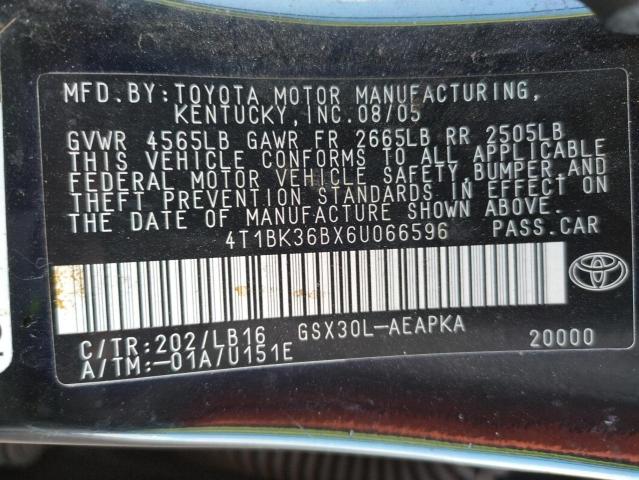 MFD.BY:TOYOTA MOTOR MANUFACTURING,
KENTUCKY,INC.08/05
GVWR 4565LB GAWR FR 2665LB RR 2505LB
THIS VEHICLE CONFORMS TO ALL APPLICABLE
FEDERAL MOTOR VEHICLE SAFETY,BUMPER,AND
THEFT PREVENTION STANDARDS IN EFFECT ON
THE DATE OF MANUFACTURE SHOWN ABOVE.
4T1BK36BX6U066596 PASS.CAR
C/TR:202/LB16 GSX30L-AEAPKA
A/TM:-01A/U151E 20000